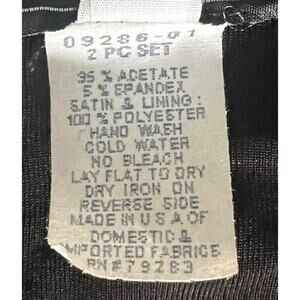 09286-01
2 PC SET
95 % ACETATE
5 % SPANDEX
SATIN & LINING :
100 % POLYESTER
HAND WASH
COLD WATER
NO BLEACH
LAY FLAT TO DRY
DRY IRON ON
REVERSE SIDE
MADE IN U S A OF
DOMESTIC &
IMPORTED FABRICS
RN # 79283